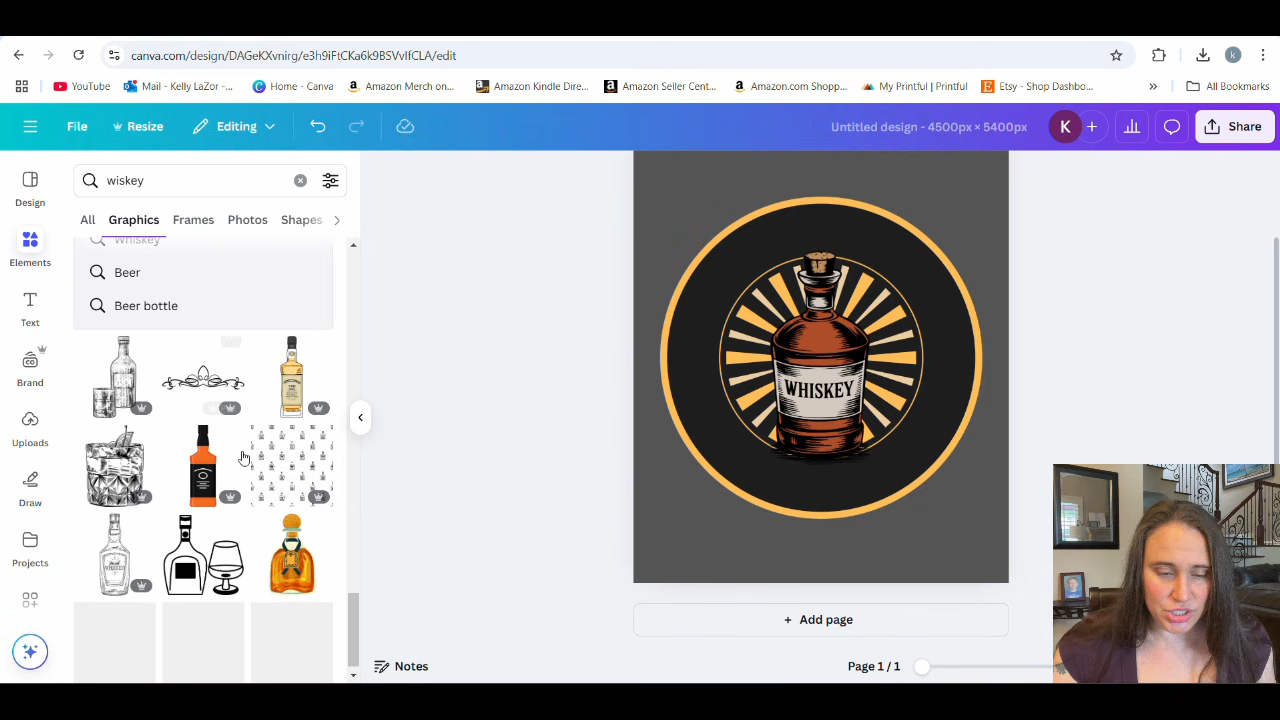 canva.com/design/DAGeKXvnirg/e3h9iFtCKa6k9BSVvIfCLA/edit
k
YouTube
Mail - Kelly LaZor -...
Home - Canva
Amazon Merch on...
Amazon Kindle Dire...
Amazon Seller Cent...
Amazon.com Shopp...
My Printful | Printful
Etsy - Shop Dashbo...
All Bookmarks
File
Resize
Editing
Untitled design - 4500px × 5400px
K
Share
wiskey
Design
All
Graphics
Frames
Photos
Shapes
Elements
Whiskey
Beer
Beer bottle
Text
Brand
Uploads
Draw
Projects
WHISKEY
+ Add page
Notes
Page 1 / 1